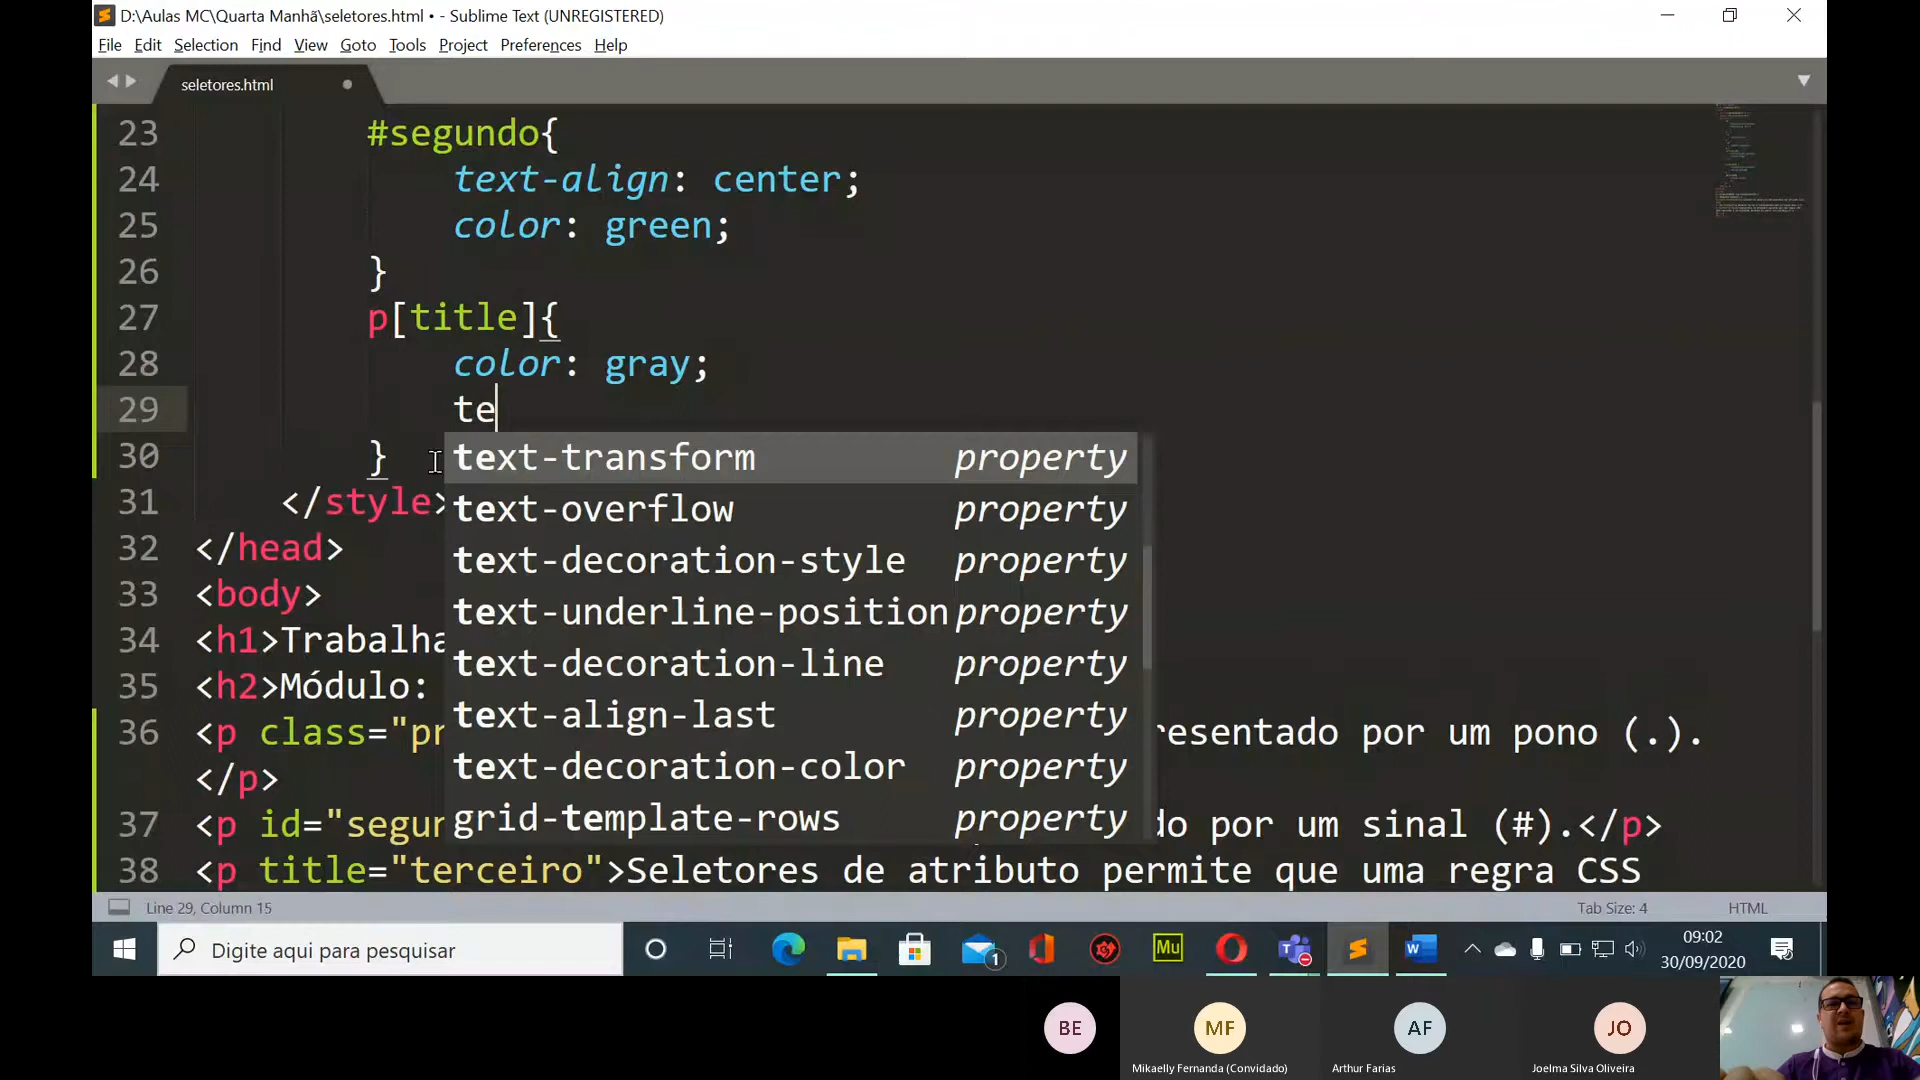 D:\Aulas MC\Quarta Manhã\seletores.html • - Sublime Text (UNREGISTERED)
File Edit Selection Find View Goto Tools Project Preferences Help
seletores.html
23 #segundo{
24 text-align: center;
25 color: green;
26 }
27 p[title]{
28 color: gray;
29 te
30 }
text-transform property
31 </style>
text-overflow property
32 </head>
text-decoration-style property
33 <body>
text-underline-position property
34 <h1>Trabalha
text-decoration-line property
35 <h2>Módulo:
text-align-last property
36 <p class="pr esentado por um pono (.).
</p>
text-decoration-color property
grid-template-rows property
37 <p id="segun do por um sinal (#).</p>
38 <p title="terceiro">Seletores de atributo permite que uma regra CSS
Line 29, Column 15 Tab Size: 4 HTML
Digite aqui para pesquisar
1
Mu
W
09:02
30/09/2020
BE MF AF JO
Mikaelly Fernanda (Convidado) Arthur Farias Joelma Silva Oliveira